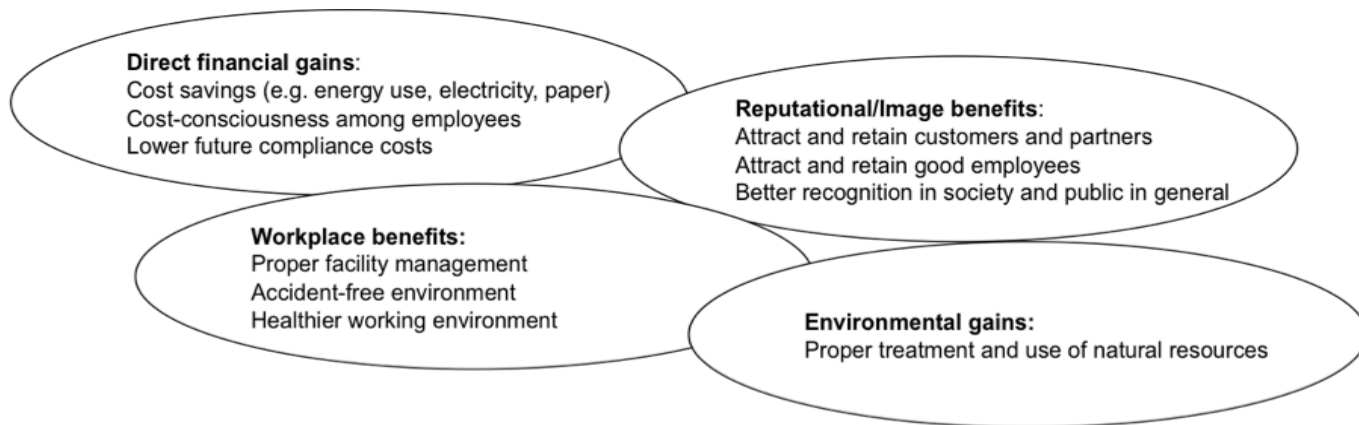 Direct financial gains:
Cost savings (e.g. energy use, electricity, paper)
Cost-consciousness among employees
Lower future compliance costs
Reputational/Image benefits:
Attract and retain customers and partners
Attract and retain good employees
Better recognition in society and public in general
Workplace benefits:
Proper facility management
Accident-free environment
Healthier working environment
Environmental gains:
Proper treatment and use of natural resources